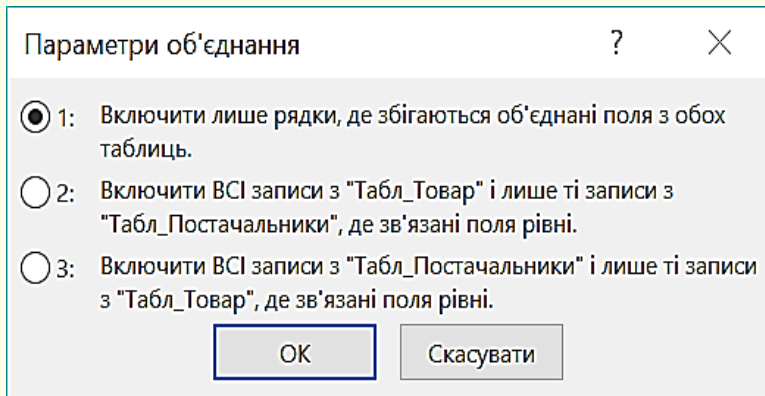 Параметри об'єднання ?
1: Включити лише рядки, де збігаються об'єднані поля з обох
таблиць.
2: Включити ВСІ записи з "Табл_Товар" і лише ті записи з
"Табл_Постачальники", де зв'язані поля рівні.
3: Включити ВСІ записи з "Табл_Постачальники" і лише ті записи
з "Табл_Товар", де зв'язані поля рівні.
ОК Скасувати